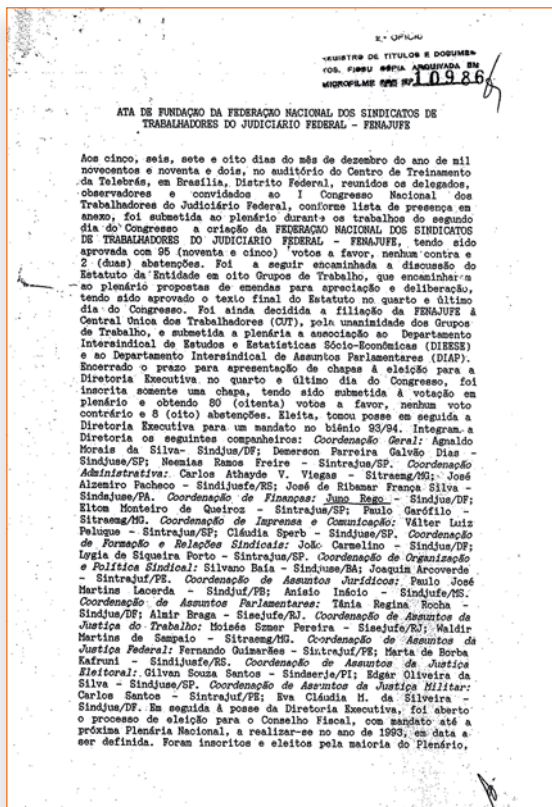 2.º OFICIO
REGISTRO DE TITULOS E DOCUMEN-
TOS. FICOU CÓPIA ARQUIVADA EM
MICROFILME 10986
ATA DE FUNDAÇÃO DA FEDERAÇÃO NACIONAL DOS SINDICATOS DE
TRABALHADORES DO JUDICIÁRIO FEDERAL - FENAJUFE
Aos cinco, seis, sete e oito dias do mês de dezembro do ano de mil
novecentos e noventa e dois, no auditório do Centro de Treinamento
da Telebrás, em Brasília, Distrito Federal, reunidos os delegados,
observadores e convidados ao I Congresso Nacional dos
Trabalhadores do Judiciário Federal, conforme lista de presença em
anexo, foi submetida ao plenário durante os trabalhos do segundo
dia do Congresso a criação da FEDERAÇÃO NACIONAL DOS SINDICATOS
DE TRABALHADORES DO JUDICIARIO FEDERAL - FENAJUFE, tendo sido
aprovada com 95 (noventa e cinco) votos a favor, nenhum contra e
2 (duas) abstenções. Foi a seguir encaminhada a discussão do
Estatuto da Entidade em oito Grupos de Trabalho, que encaminharam
ao plenário propostas de emendas para apreciação e deliberação,
tendo sido aprovado o texto final do Estatuto no quarto e último
dia do Congresso. Foi ainda decidida a filiação da FENAJUFE à
Central Unica dos Trabalhadores (CUT), pela unanimidade dos Grupos
de Trabalho, e submetida a plenária a associação ao Departamento
Intersindical de Estudos e Estatísticas Sócio-Econômicas (DIEESE)
e ao Departamento Intersindical de Assuntos Parlamentares (DIAP).
Encerrado o prazo para apresentação de chapas à eleição para a
Diretoria Executiva no quarto e último dia do Congresso, foi
inscrita somente uma chapa, tendo sido submetida à votação em
plenário e obtendo 80 (oitenta) votos a favor, nenhum voto
contrário e 8 (oito) abstenções. Eleita, tomou posse em seguida a
Diretoria Executiva para um mandato no biênio 93/94. Integram a
Diretoria os seguintes companheiros: Coordenação Geral: Agnaldo
Morais da Silva- Sindjus/DF; Demerson Parreira Galvão Dias -
Sindjuse/SP; Neemias Ramos Freire - Sintrajus/SP. Coordenação
Administrativa: Carlos Athayde V. Viegas - Sitraemg/MG; José
Alzemiro Pacheco - Sindijusfe/RS; José de Ribamar França Silva -
Sindsjuse/PA. Coordenação de Finanças: Juno Rego - Sindjus/DF;
Eltom Monteiro de Queiroz - Sintrajus/SP; Paulo Garófilo -
Sitraemg/MG. Coordenação de Imprensa e Comunicação: Válter Luiz
Peluque - Sintrajus/SP; Cláudia Sperb - Sindjuse/SP. Coordenação
de Formação e Relações Sindicais: João Carmelino - Sindjus/DF;
Lygia de Siqueira Porto - Sintrajus/SP. Coordenação de Organização
e Política Sindical: Silvano Baía - Sindjuse/BA; Joaquim Arcoverde
- Sintrajuf/PE. Coordenação de Assuntos Jurídicos: Paulo José
Martins Lacerda - Sindjuf/PB; Anísio Inácio - Sindjufe/MS.
Coordenação de Assuntos Parlamentares: Tânia Regina Rocha -
Sindjus/DF; Almir Braga - Sisejufe/RJ. Coordenação de Assuntos da
Justiça do Trabalho: Moisés Szmer Pereira - Sisejufe/RJ; Waldir
Martins de Sampaio - Sitraemg/MG. Coordenação de Assuntos da
Justiça Federal: Fernando Guimarães - Sintrajuf/PE; Marta de Borba
Kafruni - Sindijusfe/RS. Coordenação de Assuntos da Justiça
Eleitoral: Gilvan Souza Santos - Sindserje/PI; Edgar Oliveira da
Silva - Sindjuse/SP. Coordenação de Assuntos da Justiça Militar:
Carlos Santos - Sintrajuf/PE; Eva Cláudia M. da Silveira -
Sindjus/DF. Em seguida à posse da Diretoria Executiva, foi aberto
o processo de eleição para o Conselho Fiscal, com mandato até a
próxima Plenária Nacional, a realizar-se no ano de 1993, em data a
ser definida. Foram inscritos e eleitos pela maioria do Plenário,